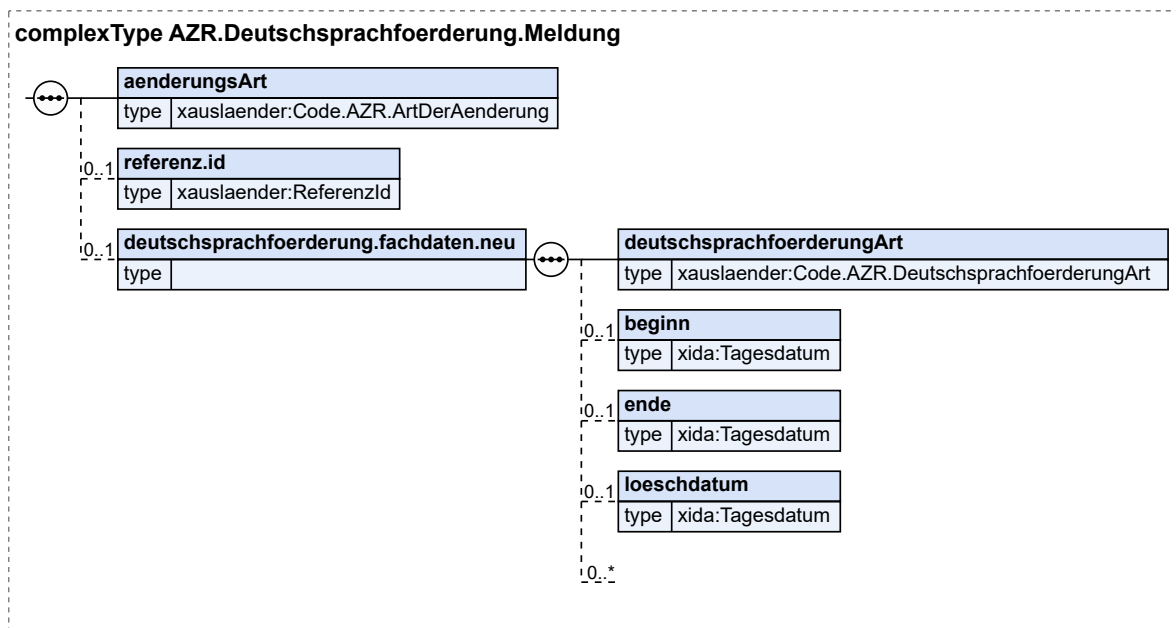 complexType AZR.Deutschsprachfoerderung.Meldung
aenderungsArt
type xauslaender:Code.AZR.ArtDerAenderung
0..1 referenz.id
type xauslaender:ReferenzId
0..1 deutschsprachfoerderung.fachdaten.neu
type
deutschsprachfoerderungArt
type xauslaender:Code.AZR.DeutschsprachfoerderungArt
0..1 beginn
type xida:Tagesdatum
0..1 ende
type xida:Tagesdatum
0..1 loeschdatum
type xida:Tagesdatum
0..*